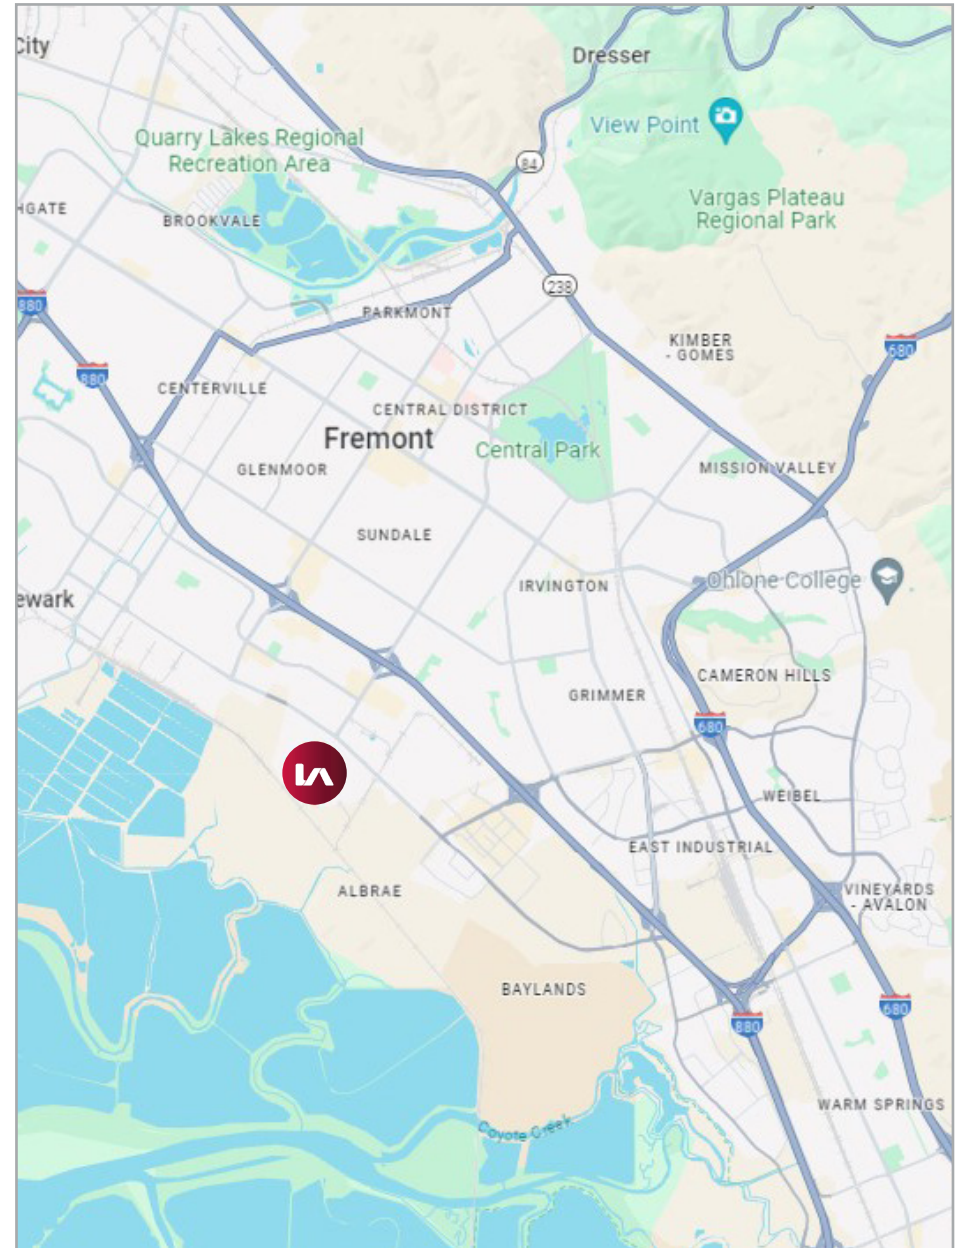 City
Dresser
View Point
Quarry Lakes Regional
Recreation Area
84
Vargas Plateau
Regional Park
HGATE
BROOKVALE
238
880
PARKMONT
KIMBER
- GOMES
680
880
CENTERVILLE
CENTRAL DISTRICT
Fremont
Central Park
GLENMOOR
MISSION VALLEY
SUNDALE
IRVINGTON
Ohlone College
ewark
CAMERON HILLS
GRIMMER
680
WEIBEL
EAST INDUSTRIAL
ALBRAE
VINEYARDS
- AVALON
BAYLANDS
680
880
WARM SPRINGS
Coyote Creek